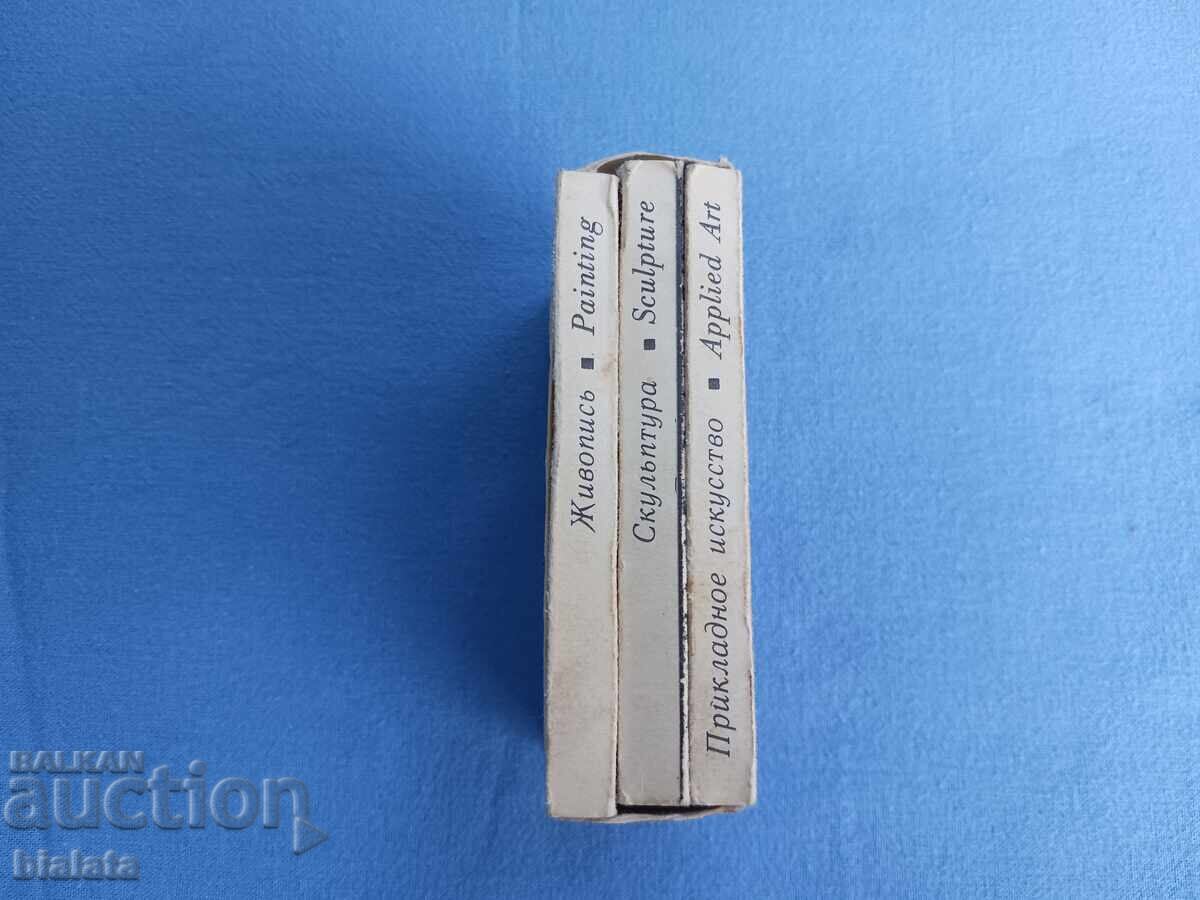 Живопись ▪ Painting
Скульптура ▪ Sculpture
Прикладное искусство ▪ Applied Art
BALKAN
auction
bialata